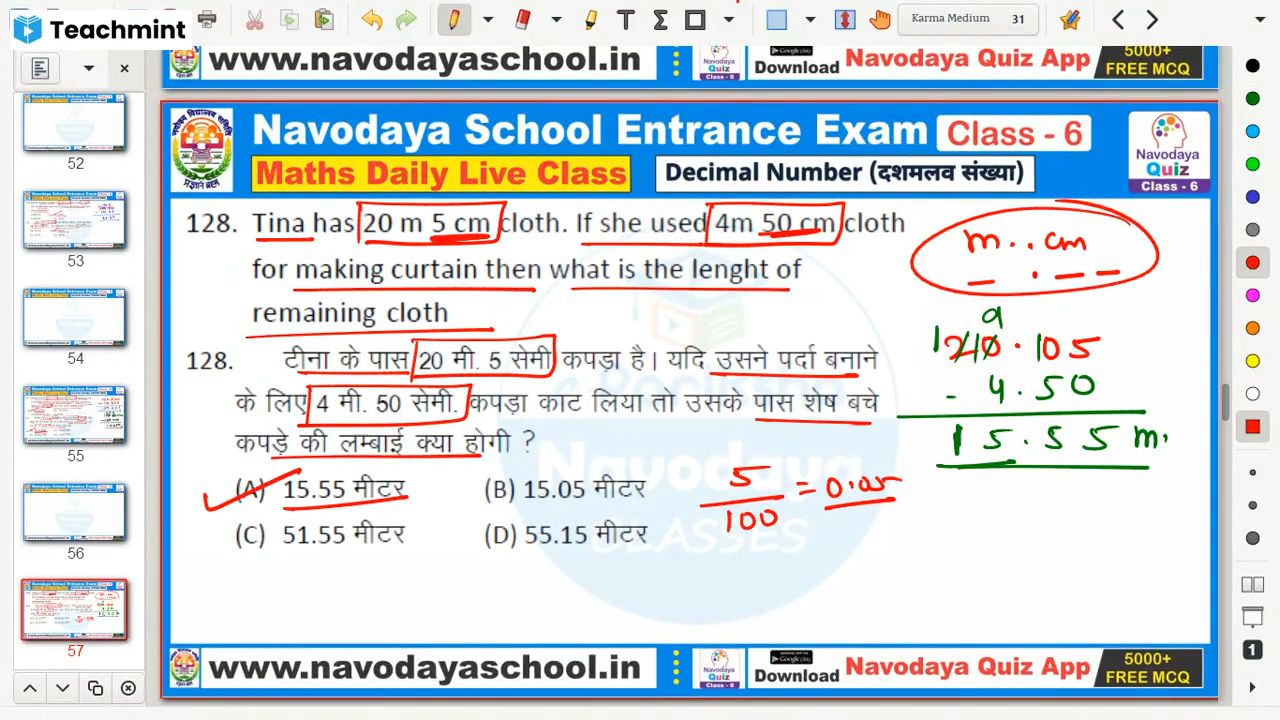 Teachmint
Karma Medium 31
www.navodayaschool.in
Download
Navodaya Quiz App
5000+
FREE MCQ
52
53
54
55
56
57
Navodaya School Entrance Exam Class - 6
Maths Daily Live Class
Decimal Number (दशमलव संख्या)
Navodaya
Quiz
Class - 6
128. Tina has 20 m 5 cm cloth. If she used 4m 50 cm cloth
for making curtain then what is the lenght of
remaining cloth
m . . cm
128. टीना के पास 20 मी. 5 सेमी कपड़ा है। यदि उसने पर्दा बनाने
के लिए 4 मी. 50 सेमी. कपड़ा काट लिया तो उसके पास शेष बचे
कपड़े की लम्बाई क्या होगी ?
- 4.50
15.55 m.
(A) 15.55 मीटर (B) 15.05 मीटर
(C) 51.55 मीटर (D) 55.15 मीटर
5/100 = 0.05
CLASSES
www.navodayaschool.in
Google Play
Download
Navodaya Quiz App
5000+
FREE MCQ
1